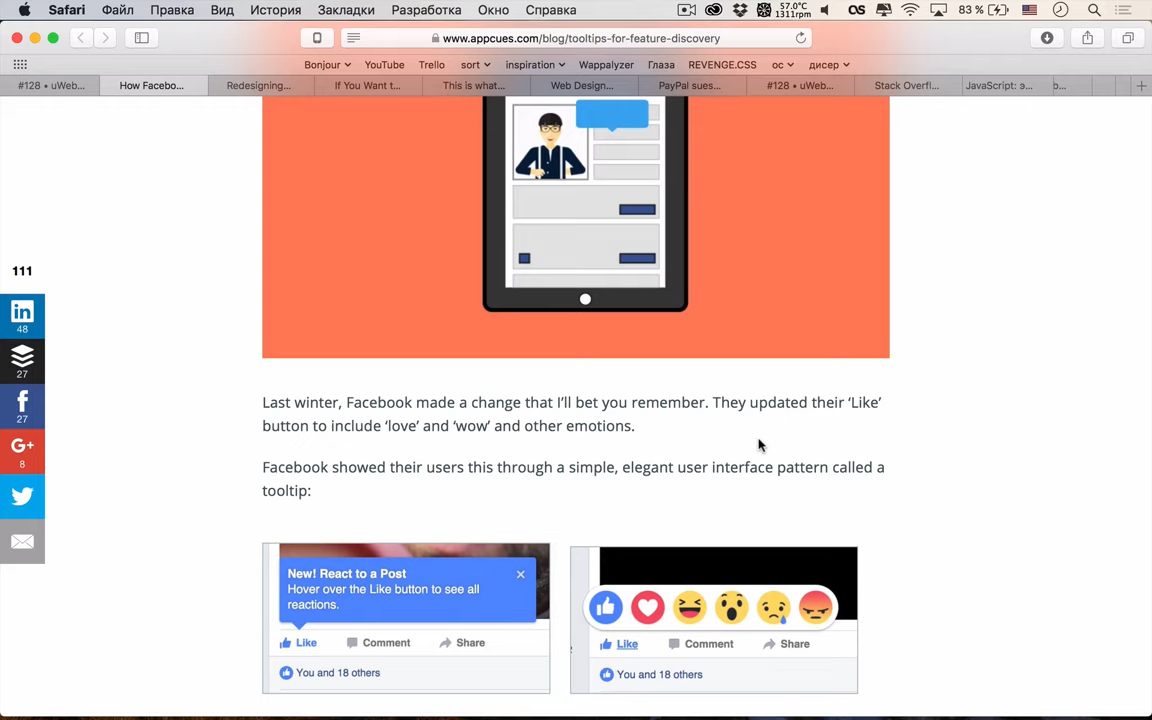 Safari Файл Правка Вид История Закладки Разработка Окно Справка 57.0°C 1311rpm 83 %
www.appcues.com/blog/tooltips-for-feature-discovery
Bonjour YouTube Trello sort inspiration Wappalyzer Глаза REVENGE.CSS ос дисер
#128 • uWeb... How Facebo... Redesigning... If You Want t... This is what... Web Design... PayPal sues... #128 • uWeb... Stack Overfl... JavaScript: э... b...
111
48
27
27
G+
8
Last winter, Facebook made a change that I’ll bet you remember. They updated their ‘Like’
button to include ‘love’ and ‘wow’ and other emotions.
Facebook showed their users this through a simple, elegant user interface pattern called a
tooltip:
New! React to a Post
Hover over the Like button to see all
reactions.
Like Comment Share
You and 18 others
Like Comment Share
You and 18 others